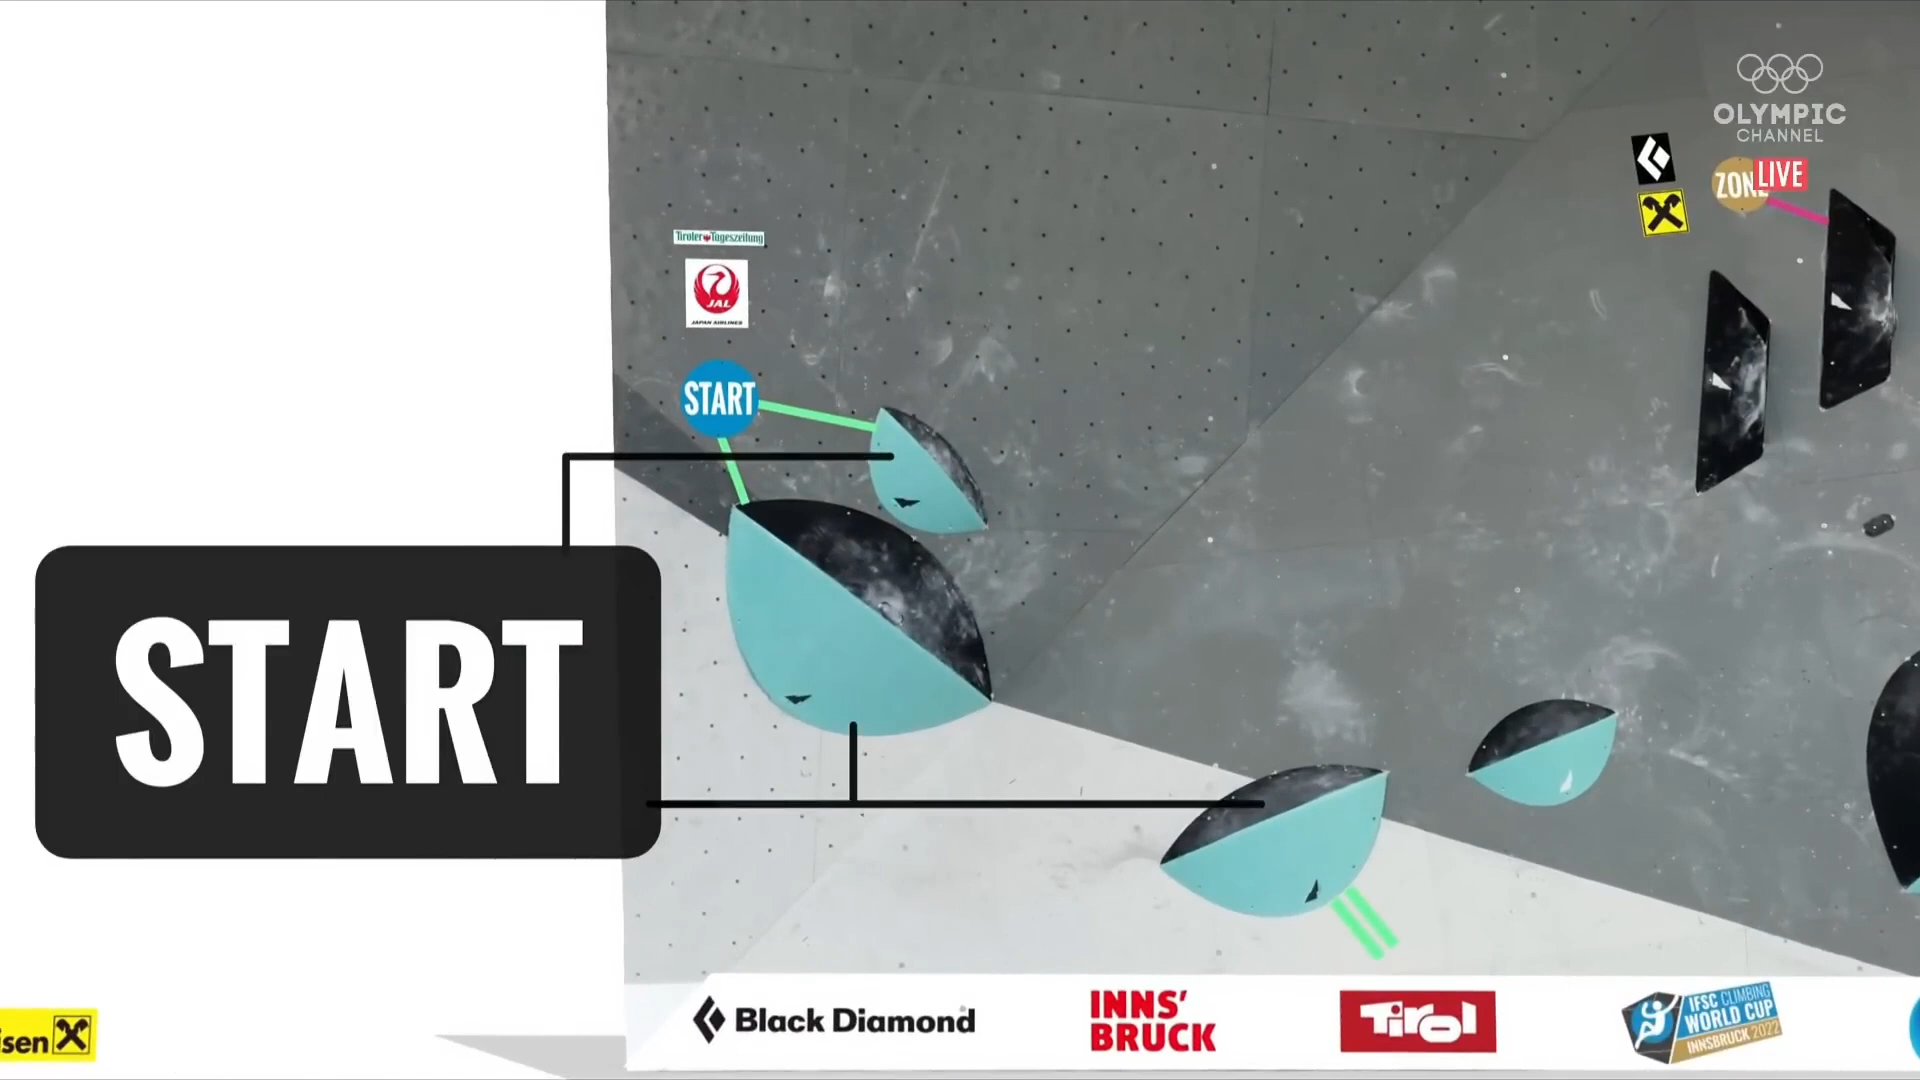 OLYMPIC
CHANNEL
LIVE
ZONE
Tiroler Tageszeitung
JAL
JAPAN AIRLINES
START
START
isen
Black Diamond
INNS'
BRUCK
Tirol
IFSC CLIMBING
WORLD CUP
INNSBRUCK 2022